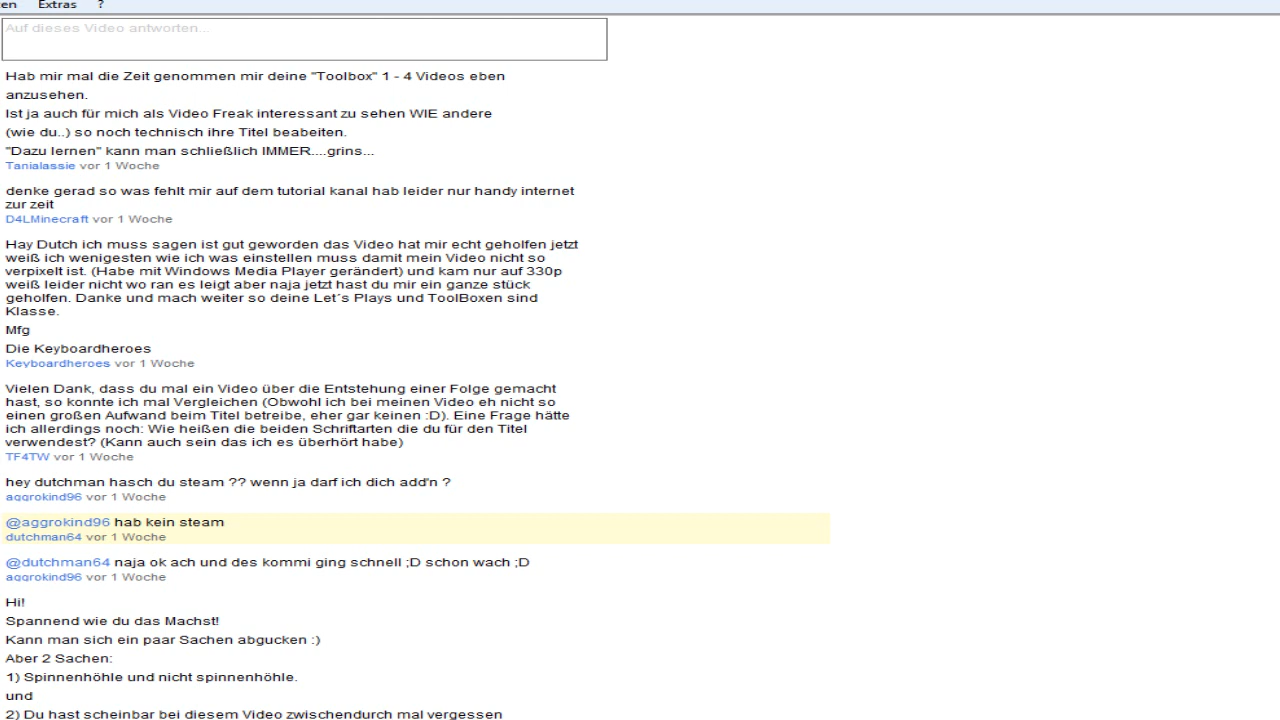 en Extras ?
Auf dieses Video antworten...
Hab mir mal die Zeit genommen mir deine "Toolbox" 1 - 4 Videos eben
anzusehen.
Ist ja auch für mich als Video Freak interessant zu sehen WIE andere
(wie du..) so noch technisch ihre Titel beabeiten.
"Dazu lernen" kann man schließlich IMMER....grins...
Tanialassie vor 1 Woche
denke gerad so was fehlt mir auf dem tutorial kanal hab leider nur handy internet
zur zeit
D4LMinecraft vor 1 Woche
Hay Dutch ich muss sagen ist gut geworden das Video hat mir echt geholfen jetzt
weiß ich wenigesten wie ich was einstellen muss damit mein Video nicht so
verpixelt ist. (Habe mit Windows Media Player gerändert) und kam nur auf 330p
weiß leider nicht wo ran es leigt aber naja jetzt hast du mir ein ganze stück
geholfen. Danke und mach weiter so deine Let´s Plays und ToolBoxen sind
Klasse.
Mfg
Die Keyboardheroes
Keyboardheroes vor 1 Woche
Vielen Dank, dass du mal ein Video über die Entstehung einer Folge gemacht
hast, so konnte ich mal Vergleichen (Obwohl ich bei meinen Video eh nicht so
einen großen Aufwand beim Titel betreibe, eher gar keinen :D). Eine Frage hätte
ich allerdings noch: Wie heißen die beiden Schriftarten die du für den Titel
verwendest? (Kann auch sein das ich es überhört habe)
TF4TW vor 1 Woche
hey dutchman hasch du steam ?? wenn ja darf ich dich add'n ?
aggrokind96 vor 1 Woche
@aggrokind96 hab kein steam
dutchman64 vor 1 Woche
@dutchman64 naja ok ach und des kommi ging schnell ;D schon wach ;D
aggrokind96 vor 1 Woche
Hi!
Spannend wie du das Machst!
Kann man sich ein paar Sachen abgucken :)
Aber 2 Sachen:
1) Spinnenhöhle und nicht spinnenhöhle.
und
2) Du hast scheinbar bei diesem Video zwischendurch mal vergessen